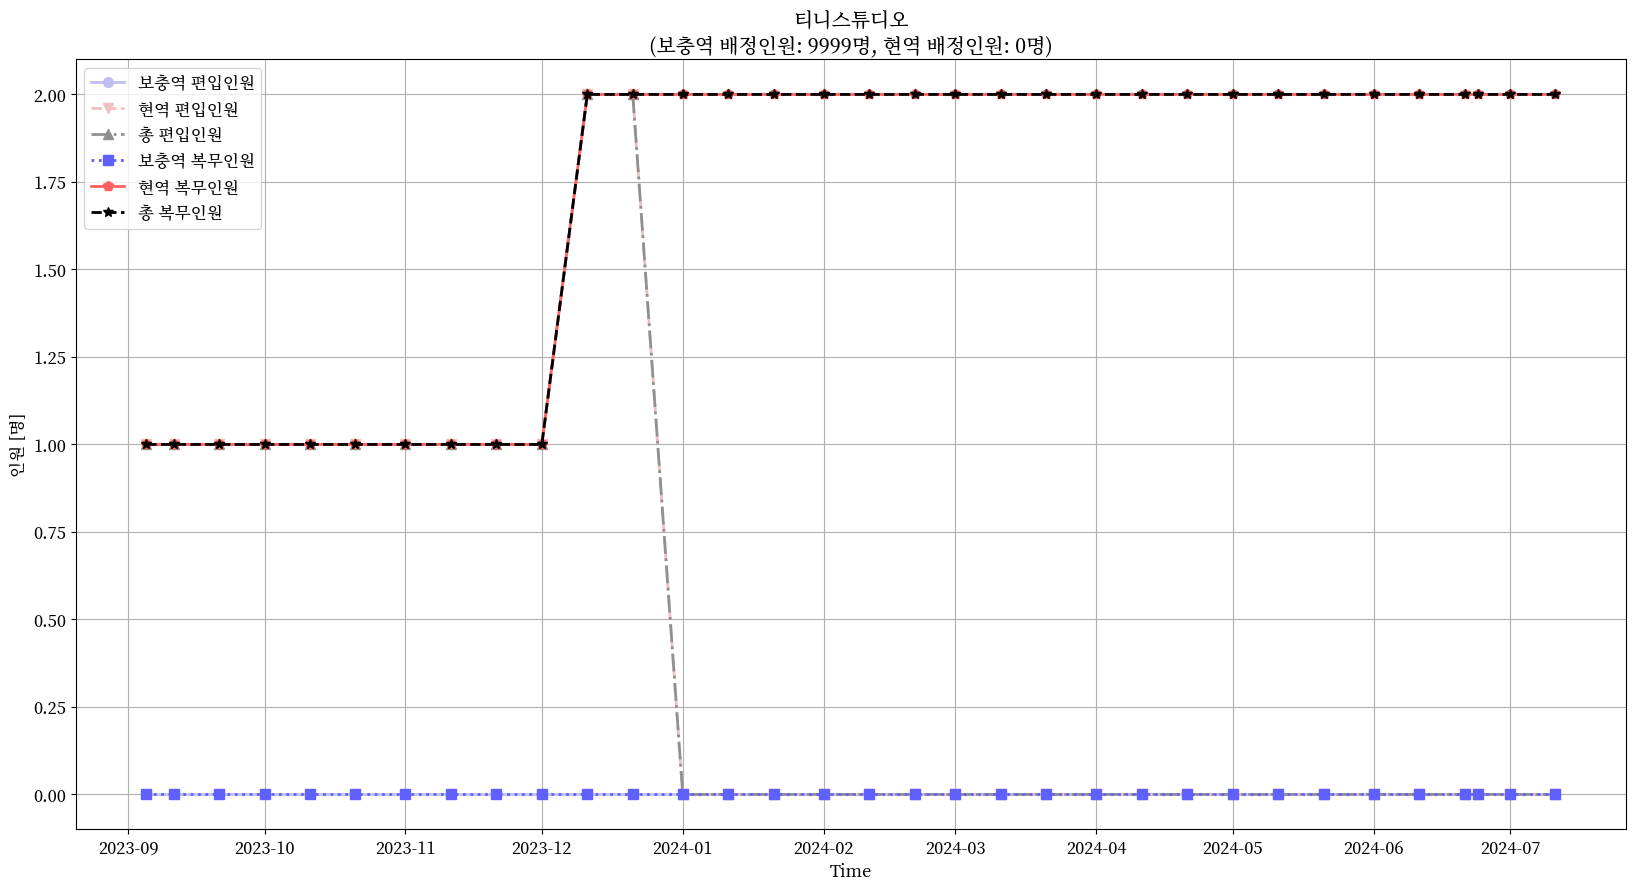 티니스튜디오
(보충역 배정인원: 9999명, 현역 배정인원: 0명)
보충역 편입인원
현역 편입인원
총 편입인원
보충역 복무인원
현역 복무인원
총 복무인원
인원 [명]
2.00
1.75
1.50
1.25
1.00
0.75
0.50
0.25
0.00
2023-09 2023-10 2023-11 2023-12 2024-01 2024-02 2024-03 2024-04 2024-05 2024-06 2024-07
Time